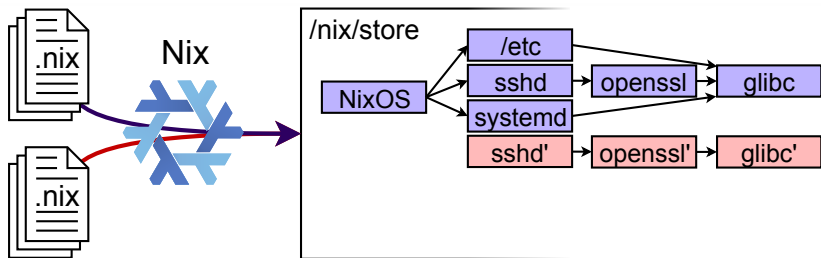 .nix
Nix
.nix
/nix/store
/etc
NixOS
sshd
openssl
glibc
systemd
sshd'
openssl'
glibc'